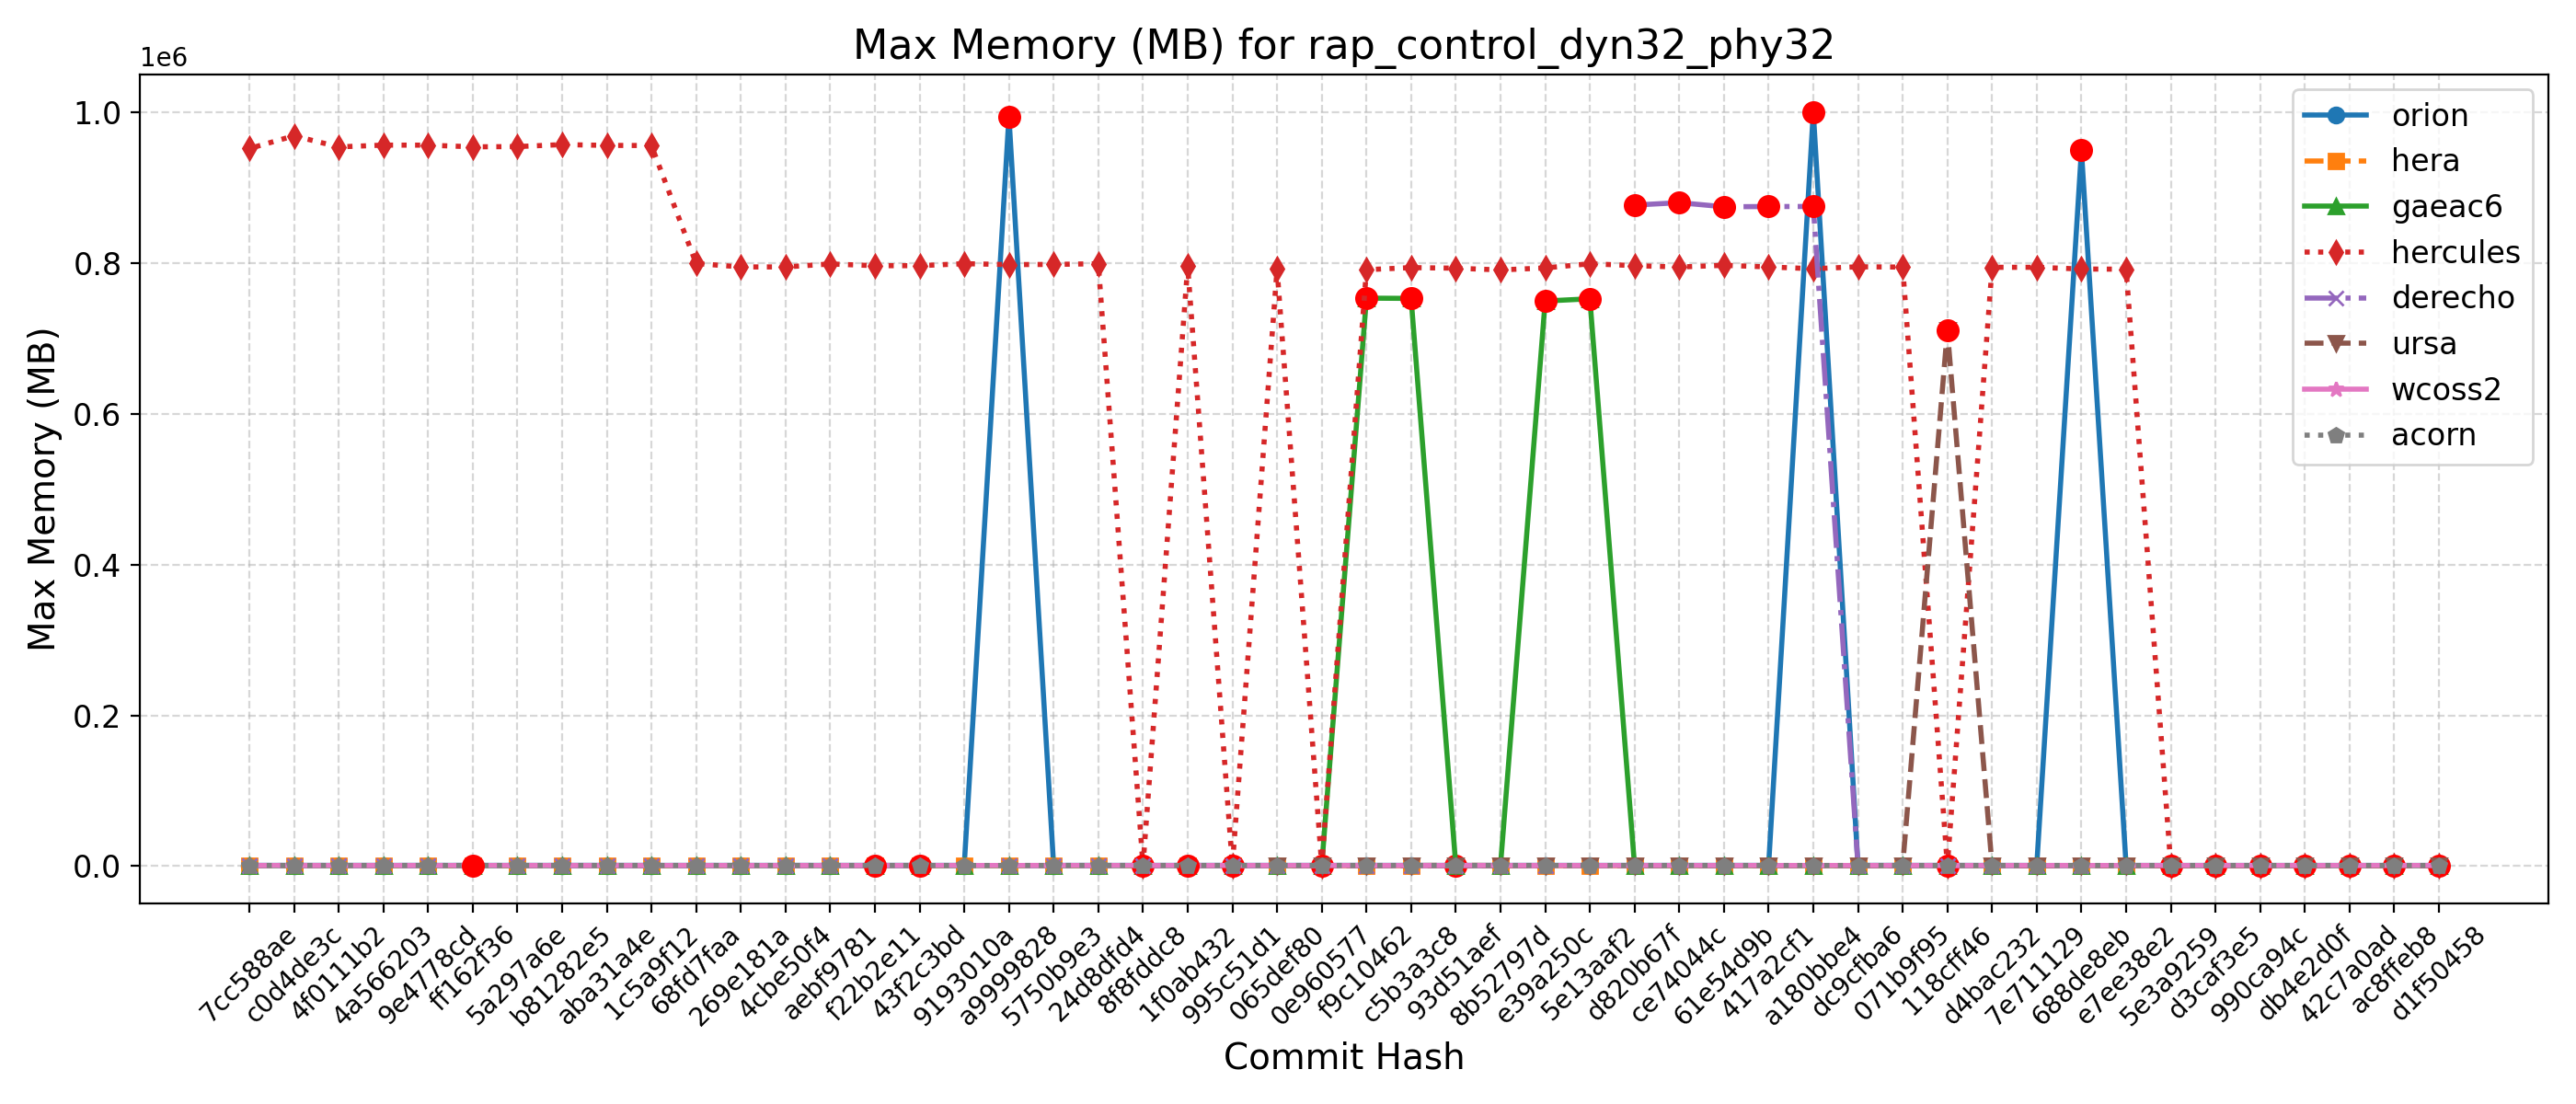 Max Memory (MB) for rap_control_dyn32_phy32
1e6
1.0
0.8
0.6
0.4
0.2
0.0
Max Memory (MB)
orion
hera
gaeac6
hercules
derecho
ursa
wcoss2
acorn
7cc588ae
c0d4de3c
4f0111b2
4a566203
9e4778cd
ff162f36
5a297a6e
b81282e5
aba31a4e
1c5a9f12
68fd7faa
269e181a
4cbe50f4
aebf9781
f22b2e11
43f2c3bd
9193010a
a9999828
5750b9e3
24d8dfd4
8f8fddc8
1f0ab432
995c51d1
065def80
0e960577
f9c10462
c5b3a3c8
93d51aef
8b52797d
e39a250c
5e13aaf2
d820b67f
ce74044c
61e54d9b
417a2cf1
a180bbe4
dc9cfba6
071b9f95
118cff46
d4bac232
7e711129
688de8eb
e7ee38e2
5e3a9259
d3caf3e5
990ca94c
db4e2d0f
42c7a0ad
ac8ffeb8
d1f50458
Commit Hash